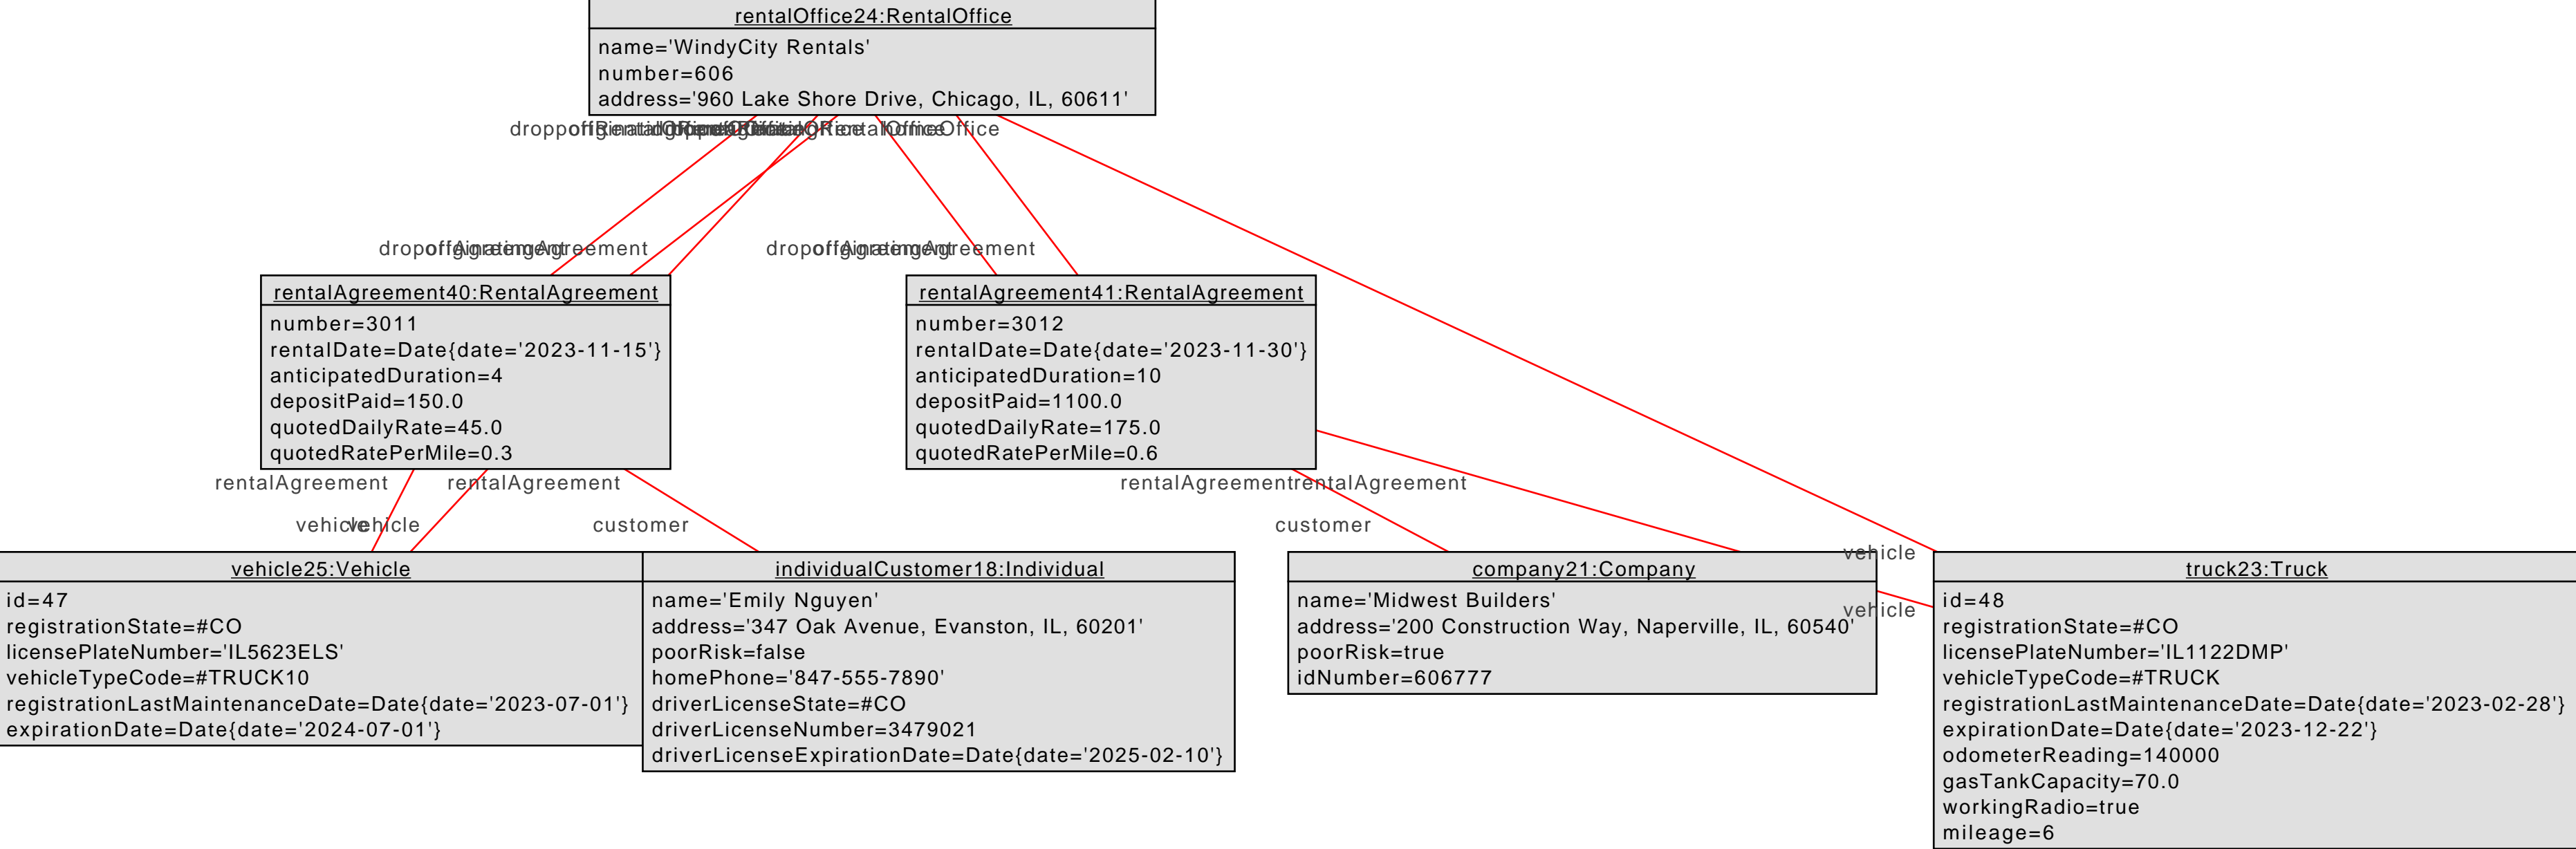 rentalOffice24:RentalOffice
name='WindyCity Rentals'
number=606
address='960 Lake Shore Drive, Chicago, IL, 60611'
rentalAgreement40:RentalAgreement
number=3011
rentalDate=Date{date='2023-11-15'}
anticipatedDuration=4
depositPaid=150.0
quotedDailyRate=45.0
quotedRatePerMile=0.3
rentalAgreement41:RentalAgreement
number=3012
rentalDate=Date{date='2023-11-30'}
anticipatedDuration=10
depositPaid=1100.0
quotedDailyRate=175.0
quotedRatePerMile=0.6
rentalAgreement
rentalAgreement
rentalAgreement
rentalAgreement
vehicle
vehicle
customer
customer
vehicle
vehicle
vehicle25:Vehicle
id=47
registrationState=#CO
licensePlateNumber='IL5623ELS'
vehicleTypeCode=#TRUCK10
registrationLastMaintenanceDate=Date{date='2023-07-01'}
expirationDate=Date{date='2024-07-01'}
individualCustomer18:Individual
name='Emily Nguyen'
address='347 Oak Avenue, Evanston, IL, 60201'
poorRisk=false
homePhone='847-555-7890'
driverLicenseState=#CO
driverLicenseNumber=3479021
driverLicenseExpirationDate=Date{date='2025-02-10'}
company21:Company
name='Midwest Builders'
address='200 Construction Way, Naperville, IL, 60540'
poorRisk=true
idNumber=606777
truck23:Truck
id=48
registrationState=#CO
licensePlateNumber='IL1122DMP'
vehicleTypeCode=#TRUCK
registrationLastMaintenanceDate=Date{date='2023-02-28'}
expirationDate=Date{date='2023-12-22'}
odometerReading=140000
gasTankCapacity=70.0
workingRadio=true
mileage=6